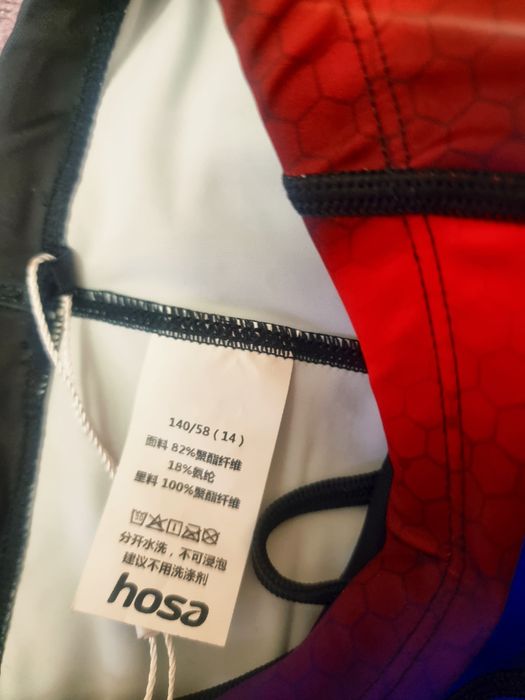 140/58(14)
面料 82%聚酯纤维
18%氨纶
里料 100%聚酯纤维
分开水洗，不可浸泡
建议不用洗涤剂
hosa